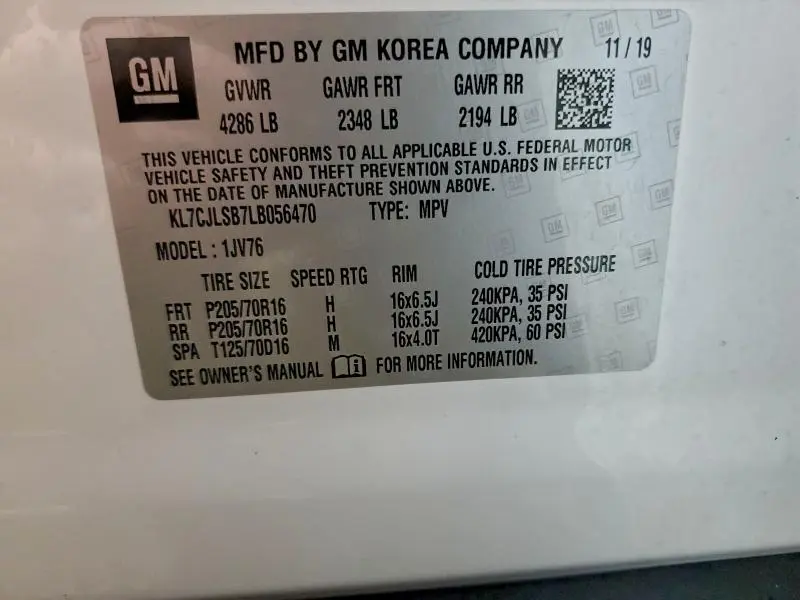 GM MFD BY GM KOREA COMPANY 11 / 19
GVWR GAWR FRT GAWR RR
4286 LB 2348 LB 2194 LB
THIS VEHICLE CONFORMS TO ALL APPLICABLE U.S. FEDERAL MOTOR
VEHICLE SAFETY AND THEFT PREVENTION STANDARDS IN EFFECT
ON THE DATE OF MANUFACTURE SHOWN ABOVE.
KL7CJLSB7LB056470 TYPE: MPV
MODEL : 1JV76
TIRE SIZE SPEED RTG RIM COLD TIRE PRESSURE
FRT P205/70R16 H 16x6.5J 240KPA, 35 PSI
RR P205/70R16 H 16x6.5J 240KPA, 35 PSI
SPA T125/70D16 M 16x4.0T 420KPA, 60 PSI
SEE OWNER'S MANUAL i FOR MORE INFORMATION.